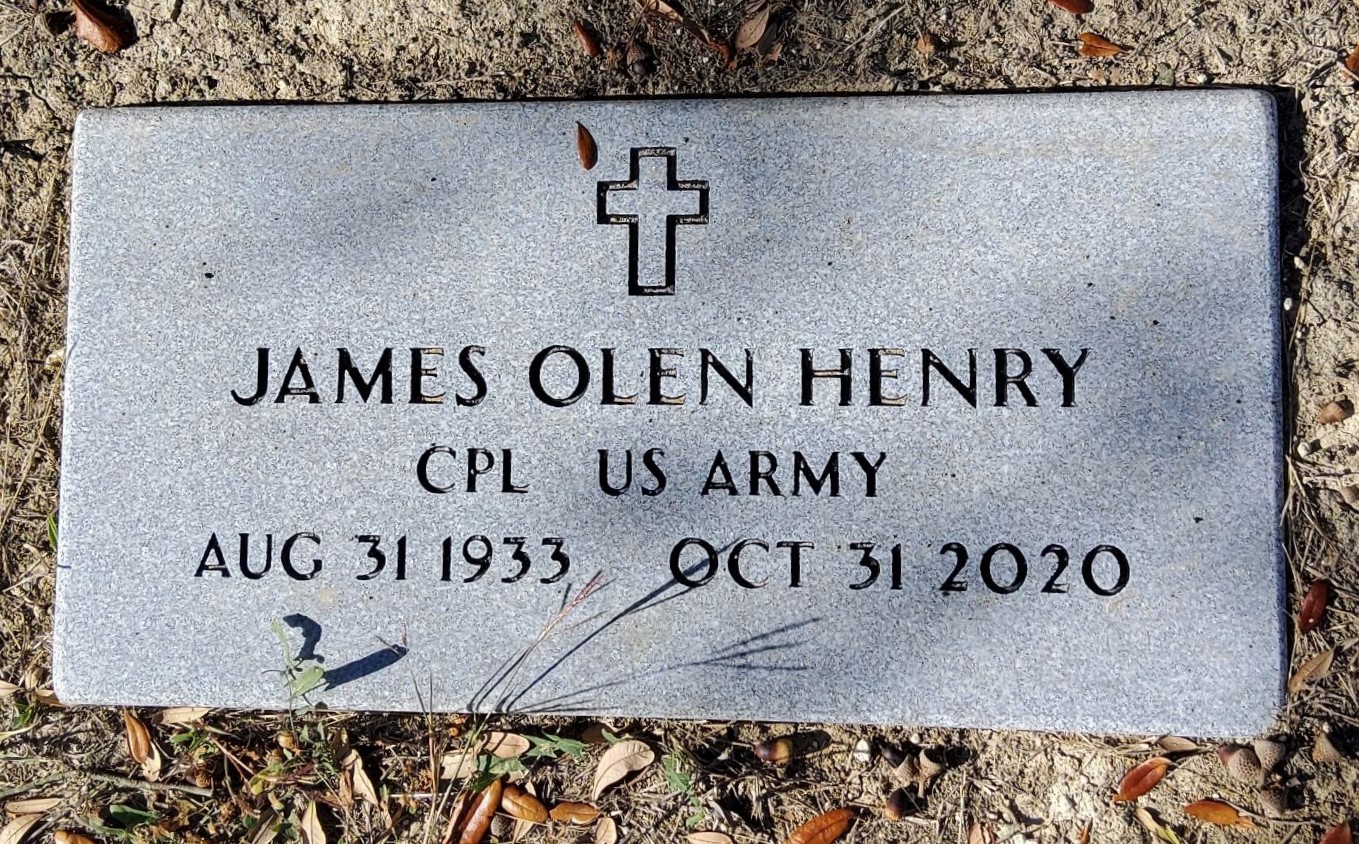 JAMES OLEN HENRY
CPL US ARMY
AUG 31 1933 OCT 31 2020